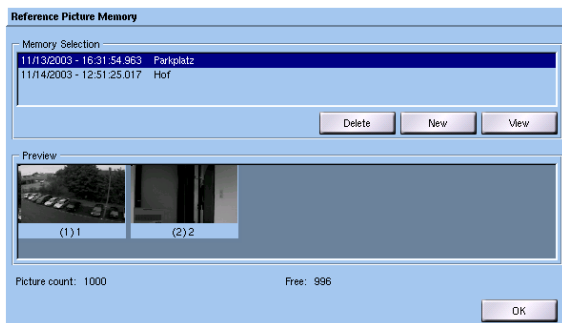 Reference Picture Memory
Memory Selection
11/13/2003 - 16:31:54.963 Parkplatz
11/14/2003 - 12:51:25.017 Hof
Delete New View
Preview
(1) 1 (2) 2
Picture count: 1000 Free: 996
OK